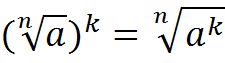 (ⁿ√a)ᵏ = ⁿ√(aᵏ)